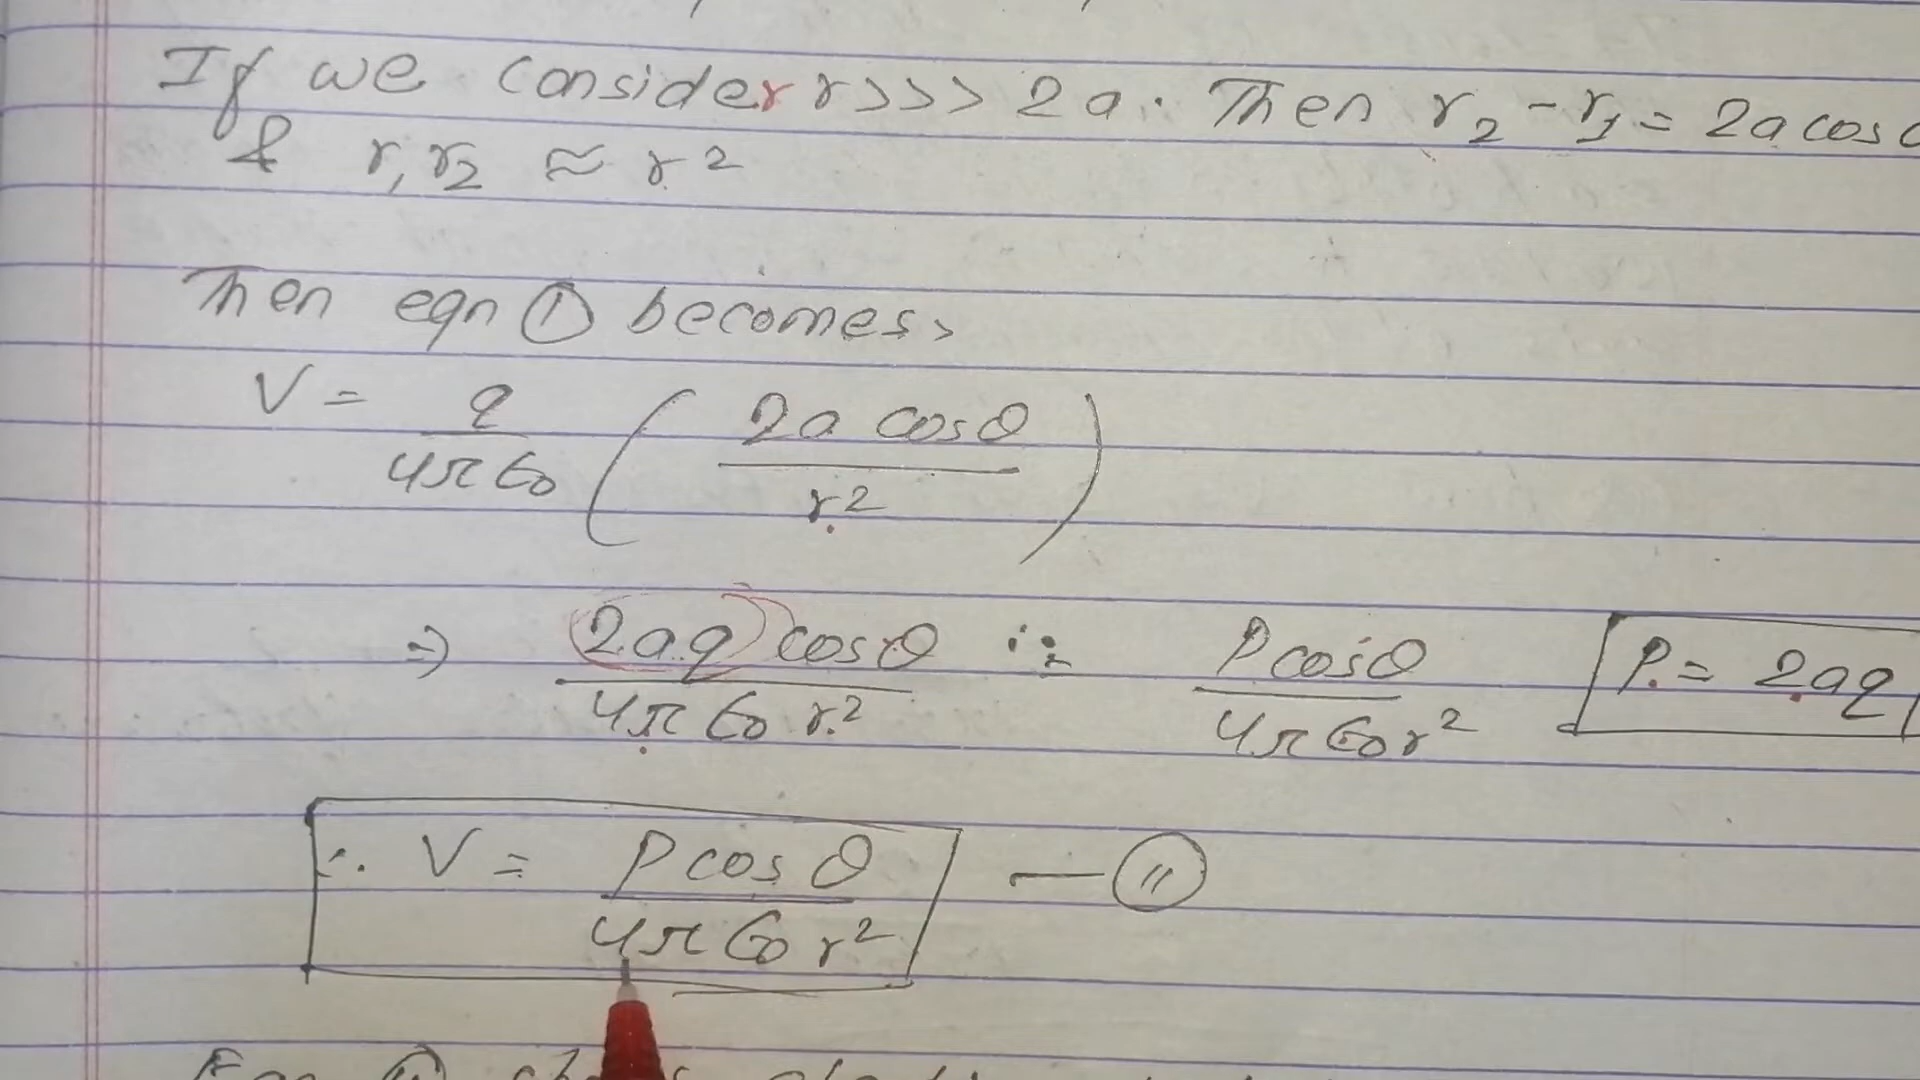 If we consider r>>> 2a. Then r₂ - r₁ = 2a cos
& r₁r₂ ≈ r²
Then eqn ① becomes,
V = q/4πϵ₀ ( 2a cosθ / r² )
⇒ 2aq cosθ / 4πϵ₀ r² ∵ P cosθ / 4πϵ₀ r² P = 2aq
∴ V = P cosθ / 4πϵ₀ r² — (11)